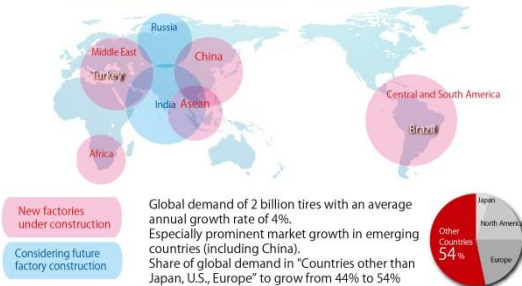 Russia
Middle East
China
Turkey
India
Asean
Africa
Central and South America
Brazil
New factories
under construction
Considering future
factory construction
Global demand of 2 billion tires with an average
annual growth rate of 4%.
Especially prominent market growth in emerging
countries (including China).
Share of global demand in "Countries other than
Japan, U.S., Europe” to grow from 44% to 54%
Japan
North America
Other
Countries
54 %
Europe